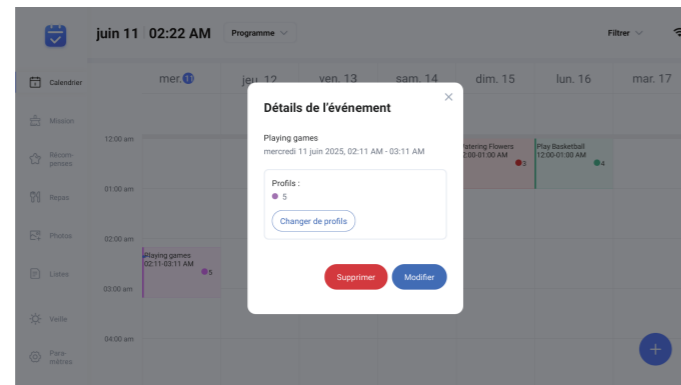 juin 11 02:22 AM Programme Filtrer
Calendrier
Mission
Récom-
penses
Repas
Photos
Listes
Veille
Para-
mètres
mer. 11 jeu. 12 ven. 13 sam. 14 dim. 15 lun. 16 mar. 17
12:00 am
01:00 am
02:00 am
03:00 am
04:00 am
Playing games
02:11-03:11 AM
5
Détails de l'événement
Playing games
mercredi 11 juin 2025, 02:11 AM - 03:11 AM
Profils :
5
Changer de profils
Supprimer Modifier
Flowers
2:00-01:00 AM
3
Play Basketball
12:00-01:00 AM
4